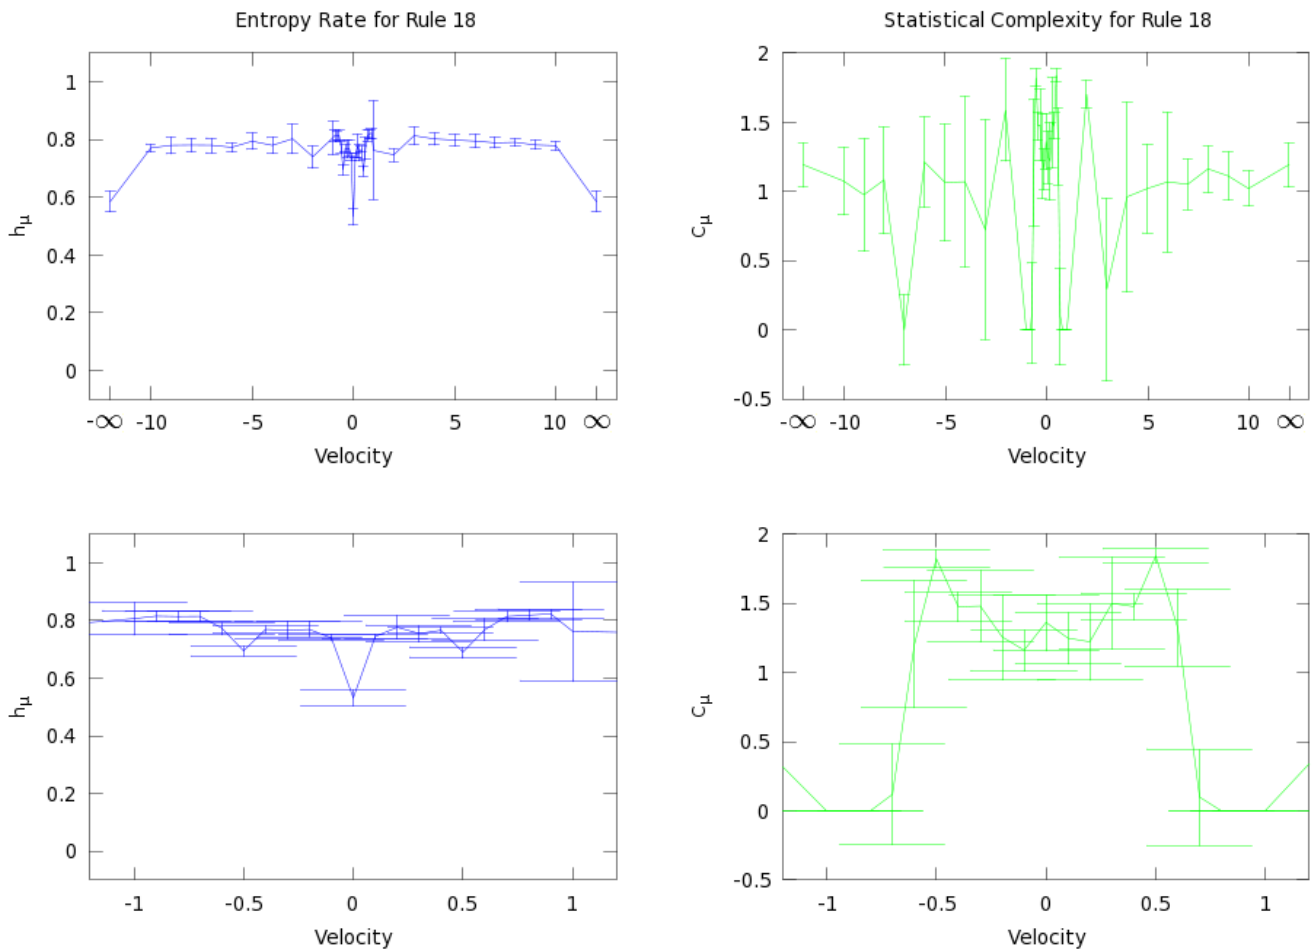 Entropy Rate for Rule 18
1
0.8
0.6
0.4
0.2
0
hμ
-∞ -10 -5 0 5 10 ∞
Velocity
Statistical Complexity for Rule 18
2
1.5
1
0.5
0
-0.5
Cμ
-∞ -10 -5 0 5 10 ∞
Velocity
1
0.8
0.6
0.4
0.2
0
hμ
-1 -0.5 0 0.5 1
Velocity
2
1.5
1
0.5
0
-0.5
Cμ
-1 -0.5 0 0.5 1
Velocity